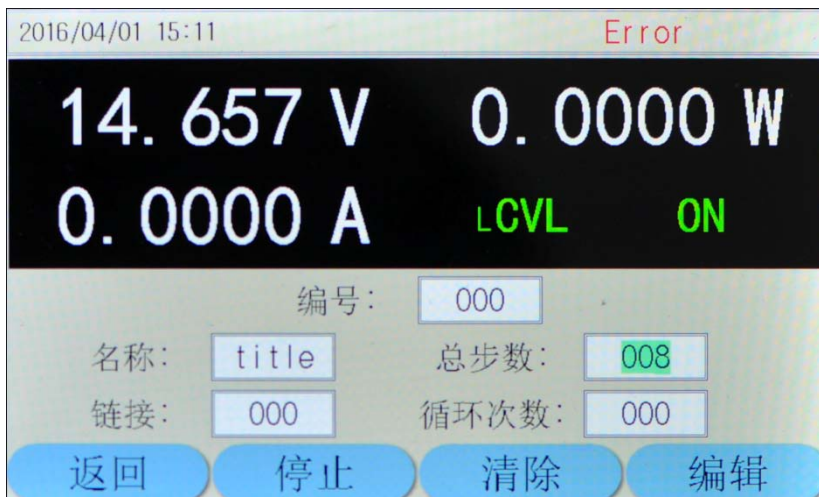 2016/04/01 15:11 Error
14.657 V 0.0000 W
0.0000 A LCVL ON
编号: 000
名称: title 总步数: 008
链接: 000 循环次数: 000
返回 停止 清除 编辑